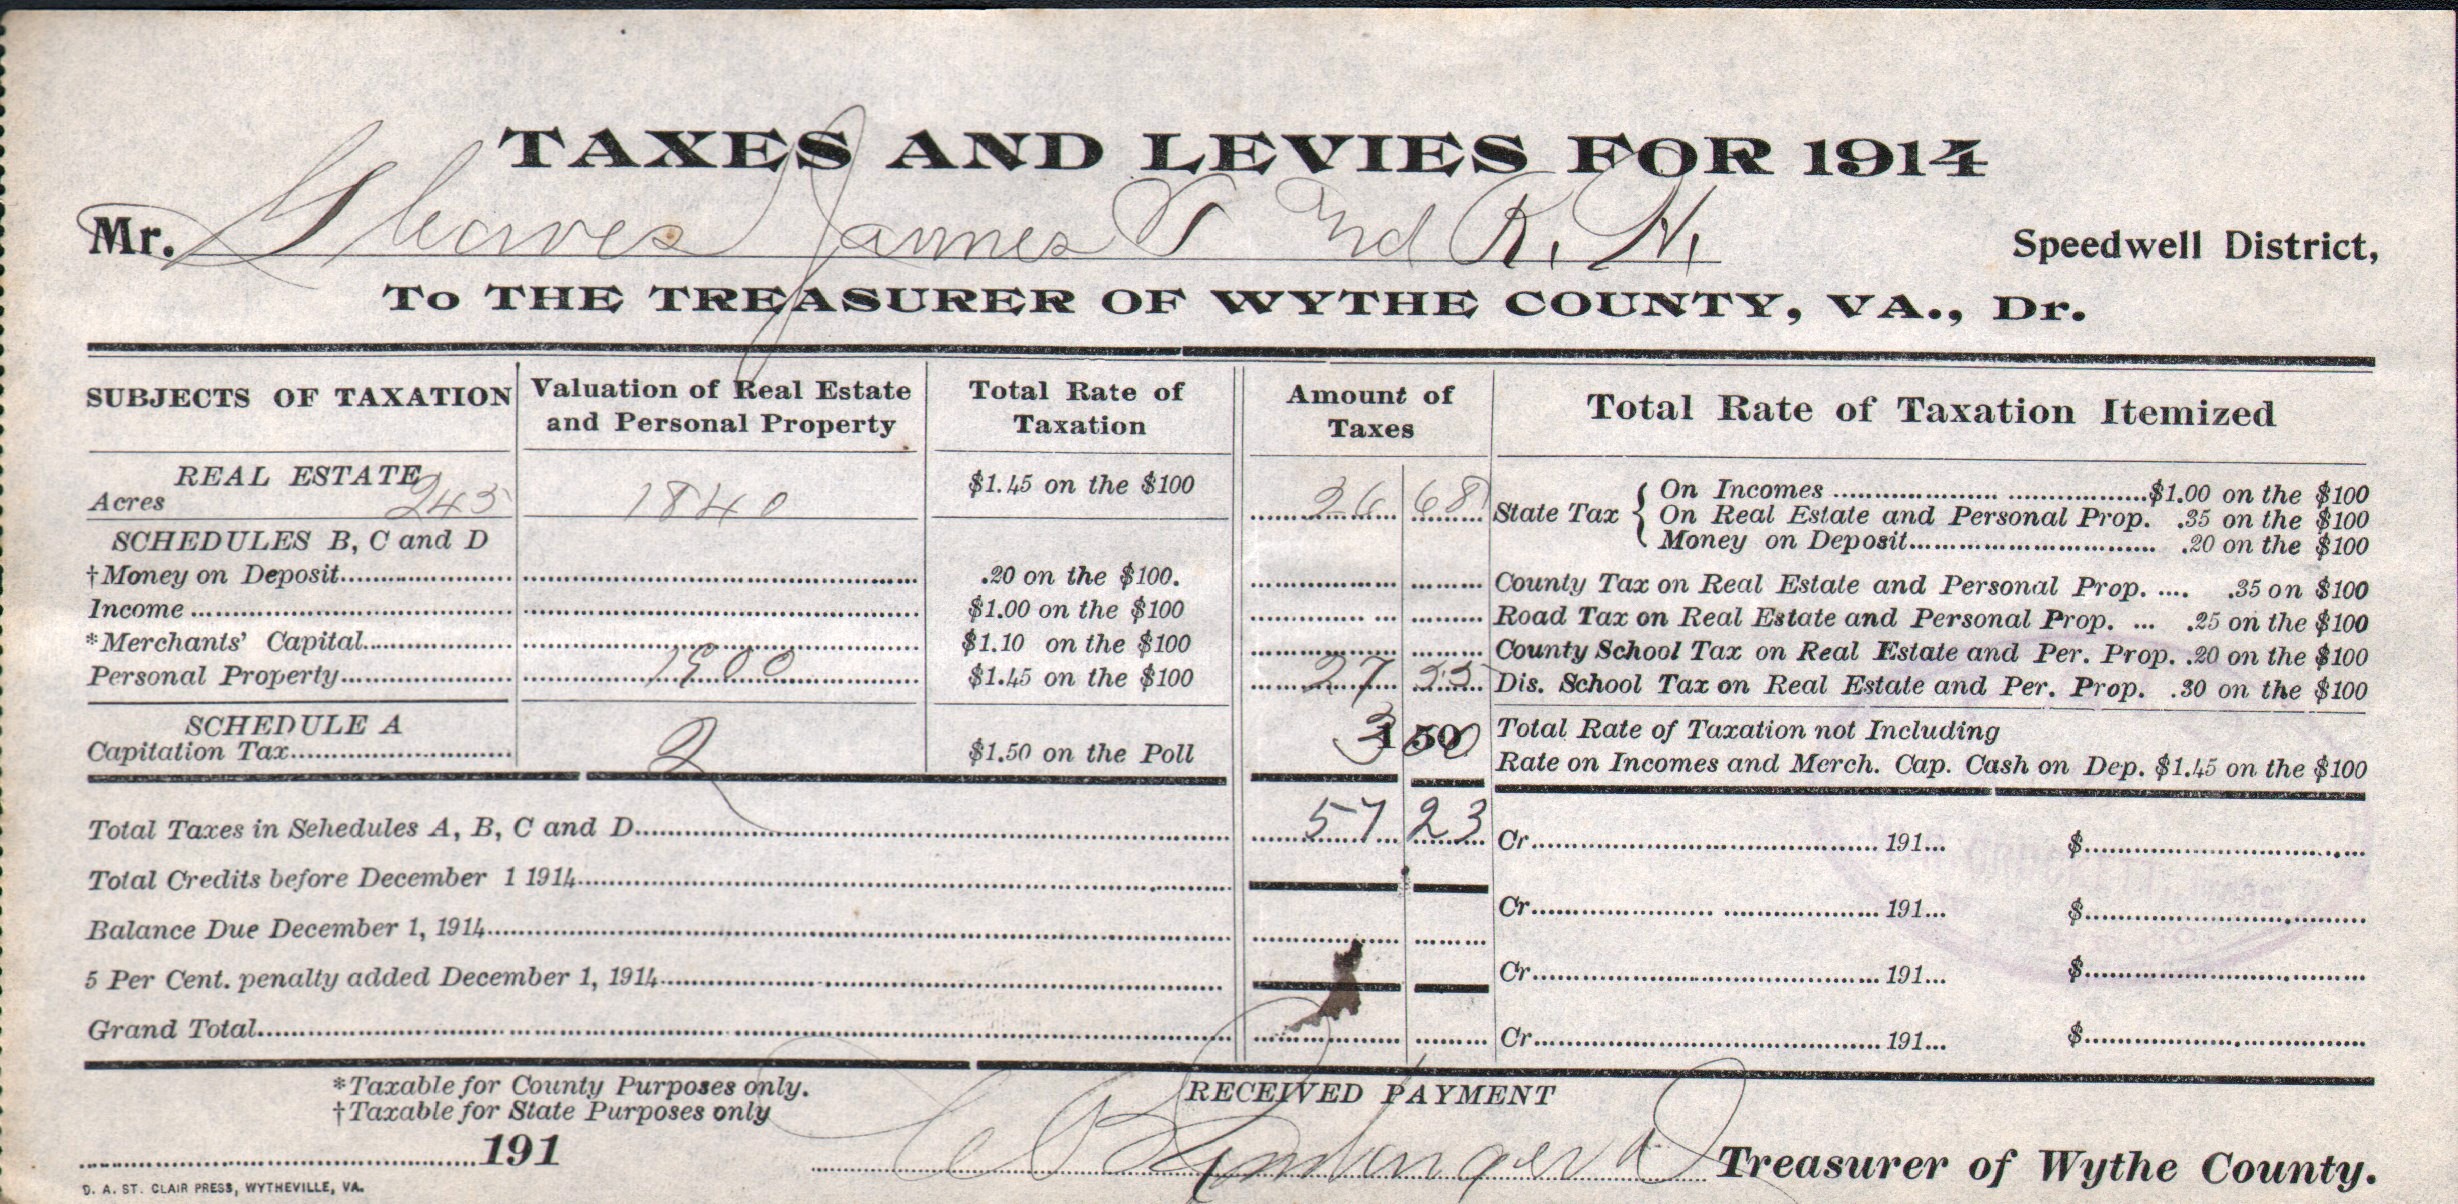 TAXES AND LEVIES FOR 1914
Mr. Gleaves James T and R. H. Speedwell District,
To THE TREASURER OF WYTHE COUNTY, VA., Dr.
SUBJECTS OF TAXATION Valuation of Real Estate and Personal Property Total Rate of Taxation Amount of Taxes Total Rate of Taxation Itemized
REAL ESTATE
Acres 245 1840 $1.45 on the $100 26 68
SCHEDULES B, C and D
†Money on Deposit .20 on the $100.
Income $1.00 on the $100
*Merchants' Capital $1.10 on the $100
Personal Property 1900 $1.45 on the $100 27 55
SCHEDULE A
Capitation Tax 2 $1.50 on the Poll 1 50 3 00
State Tax { On Incomes $1.00 on the $100
On Real Estate and Personal Prop. .35 on the $100
Money on Deposit .20 on the $100
County Tax on Real Estate and Personal Prop. .... .35 on $100
Road Tax on Real Estate and Personal Prop. ... .25 on the $100
County School Tax on Real Estate and Per. Prop. .20 on the $100
Dis. School Tax on Real Estate and Per. Prop. .30 on the $100
Total Rate of Taxation not Including
Rate on Incomes and Merch. Cap. Cash on Dep. $1.45 on the $100
Total Taxes in Sehedules A, B, C and D 57 23
Total Credits before December 1 1914
Balance Due December 1, 1914
5 Per Cent. penalty added December 1, 1914
Grand Total
Cr 191... $
Cr 191... $
Cr 191... $
Cr 191... $
*Taxable for County Purposes only.
†Taxable for State Purposes only
RECEIVED PAYMENT
191
Treasurer of Wythe County.
D. A. ST. CLAIR PRESS, WYTHEVILLE, VA.